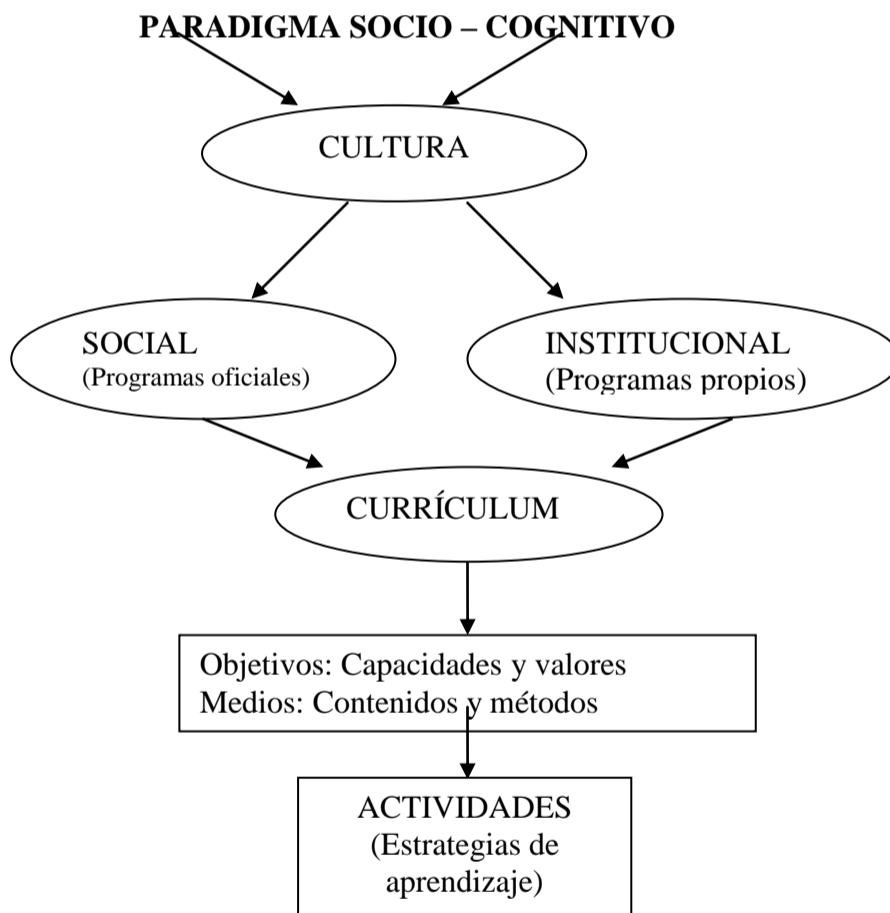 PARADIGMA SOCIO – COGNITIVO
CULTURA
SOCIAL
(Programas oficiales)
INSTITUCIONAL
(Programas propios)
CURRÍCULUM
Objetivos: Capacidades y valores
Medios: Contenidos y métodos
ACTIVIDADES
(Estrategias de
aprendizaje)